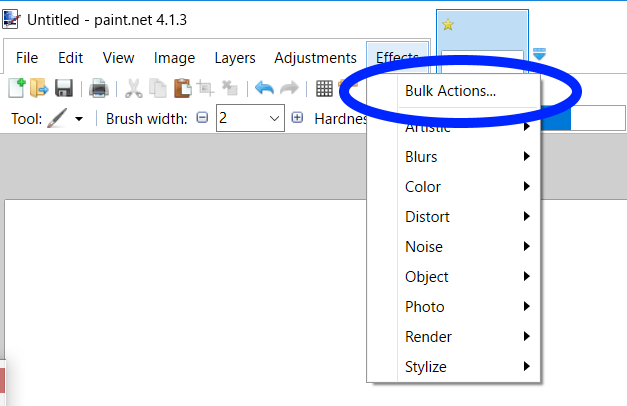 Untitled - paint.net 4.1.3
File Edit View Image Layers Adjustments Effects
Tool: Brush width: 2 Hardne
Bulk Actions...
Artistic
Blurs
Color
Distort
Noise
Object
Photo
Render
Stylize